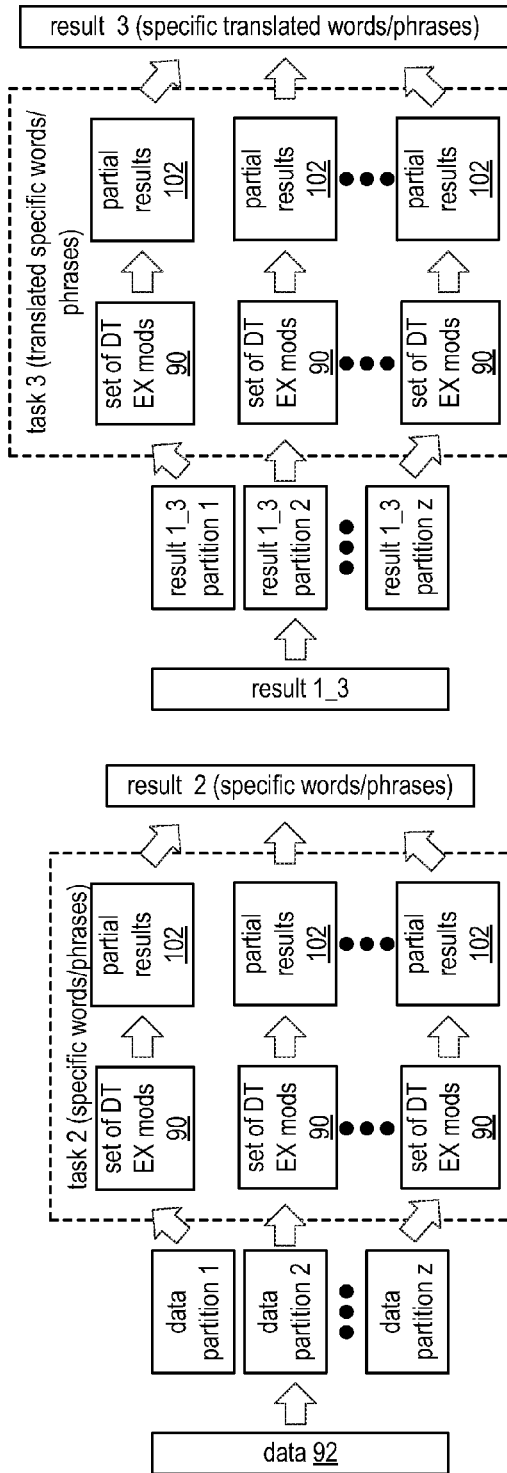 data 92
data
partition 1
data
partition 2
data
partition z
task 2 (specific words/phrases)
set of DT
EX mods
90
partial
results
102
set of DT
EX mods
90
partial
results
102
set of DT
EX mods
90
partial
results
102
result 2 (specific words/phrases)
result 1_3
result 1_3
partition 1
result 1_3
partition 2
result 1_3
partition z
task 3 (translated specific words/
phrases)
set of DT
EX mods
90
partial
results
102
set of DT
EX mods
90
partial
results
102
set of DT
EX mods
90
partial
results
102
result 3 (specific translated words/phrases)